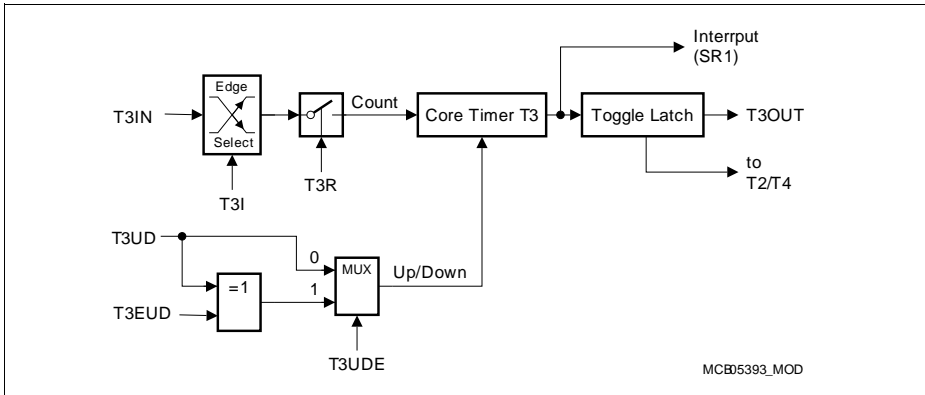 Interrput
(SR1)
Edge
Select
T3IN
Count
Core Timer T3
Toggle Latch
T3OUT
T3R
to
T2/T4
T3I
T3UD
0
MUX
Up/Down
=1
1
T3EUD
T3UDE
MCB05393_MOD